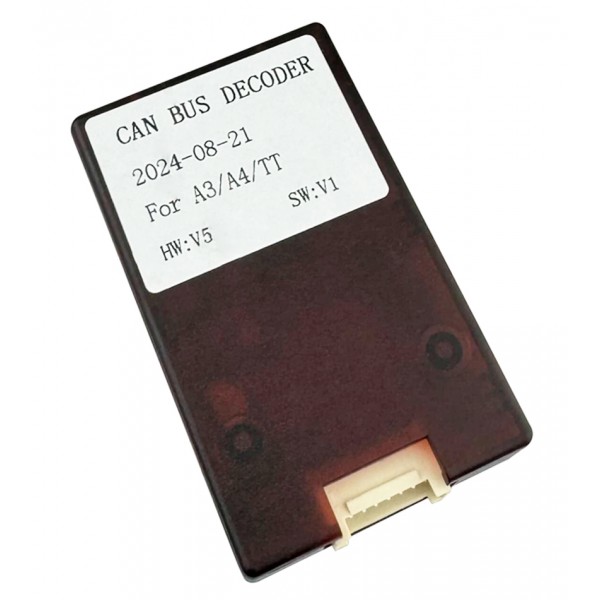 CAN BUS DECODER
2024-08-21
For A3/A4/TT
HW:V5 SW:V1